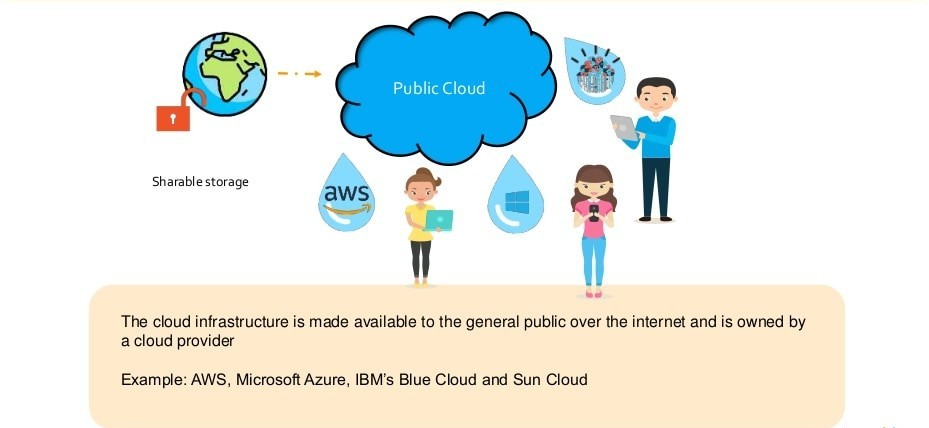 Public Cloud
Sharable storage
aws
The cloud infrastructure is made available to the general public over the internet and is owned by
a cloud provider
Example: AWS, Microsoft Azure, IBM's Blue Cloud and Sun Cloud